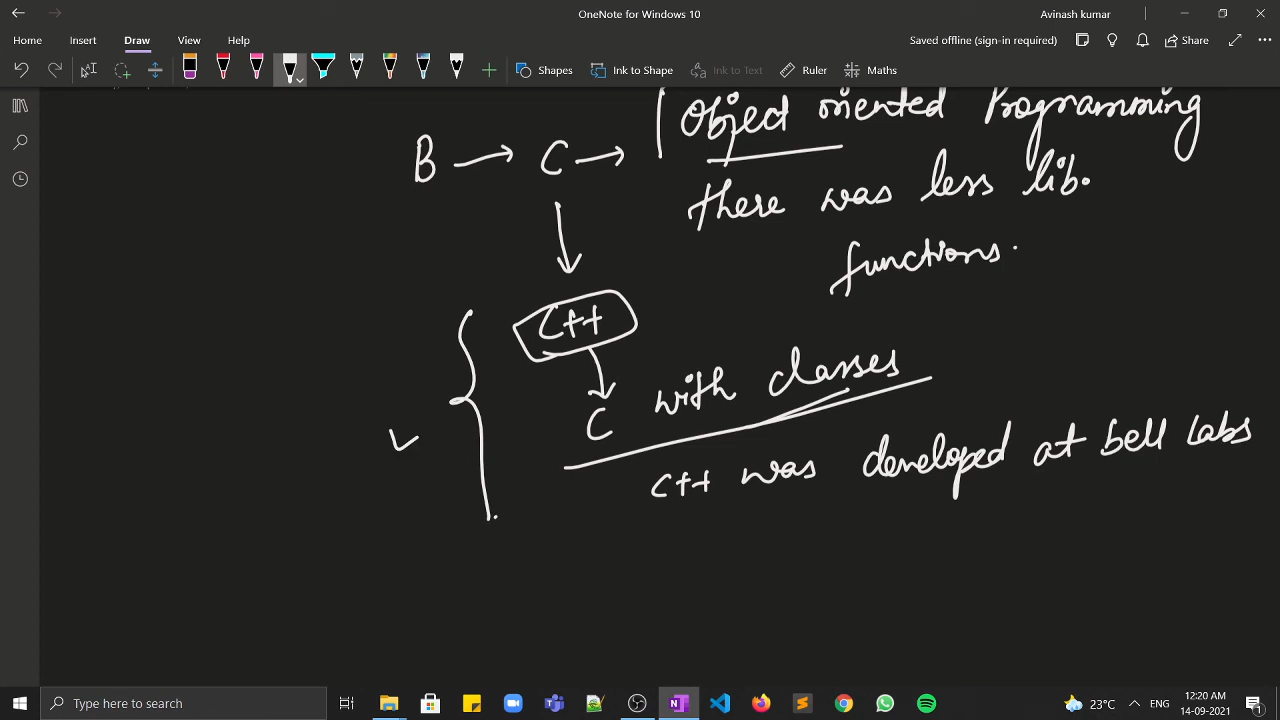 OneNote for Windows 10
Avinash kumar
Home Insert Draw View Help
Saved offline (sign-in required)
Share
Shapes
Ink to Shape
Ink to Text
Ruler
Maths
B → C → Object oriented Programming
there was less lib.
functions.
C++
C with classes
C++ was developed at bell Labs
Type here to search
23°C
ENG
12:20 AM
14-09-2021